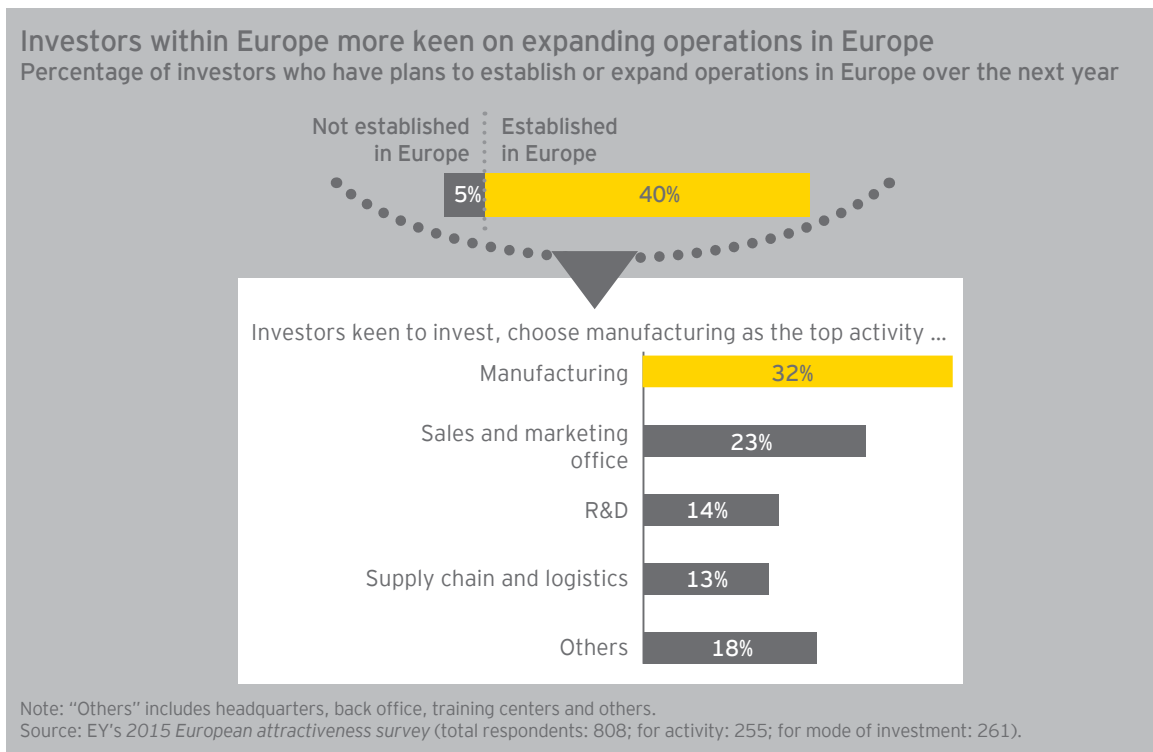 Investors within Europe more keen on expanding operations in Europe
Percentage of investors who have plans to establish or expand operations in Europe over the next year
Not established
in Europe
Established
in Europe
5%
40%
Investors keen to invest, choose manufacturing as the top activity ...
Manufacturing
32%
Sales and marketing
office
23%
R&D
14%
Supply chain and logistics
13%
Others
18%
Note: “Others” includes headquarters, back office, training centers and others.
Source: EY’s 2015 European attractiveness survey (total respondents: 808; for activity: 255; for mode of investment: 261).